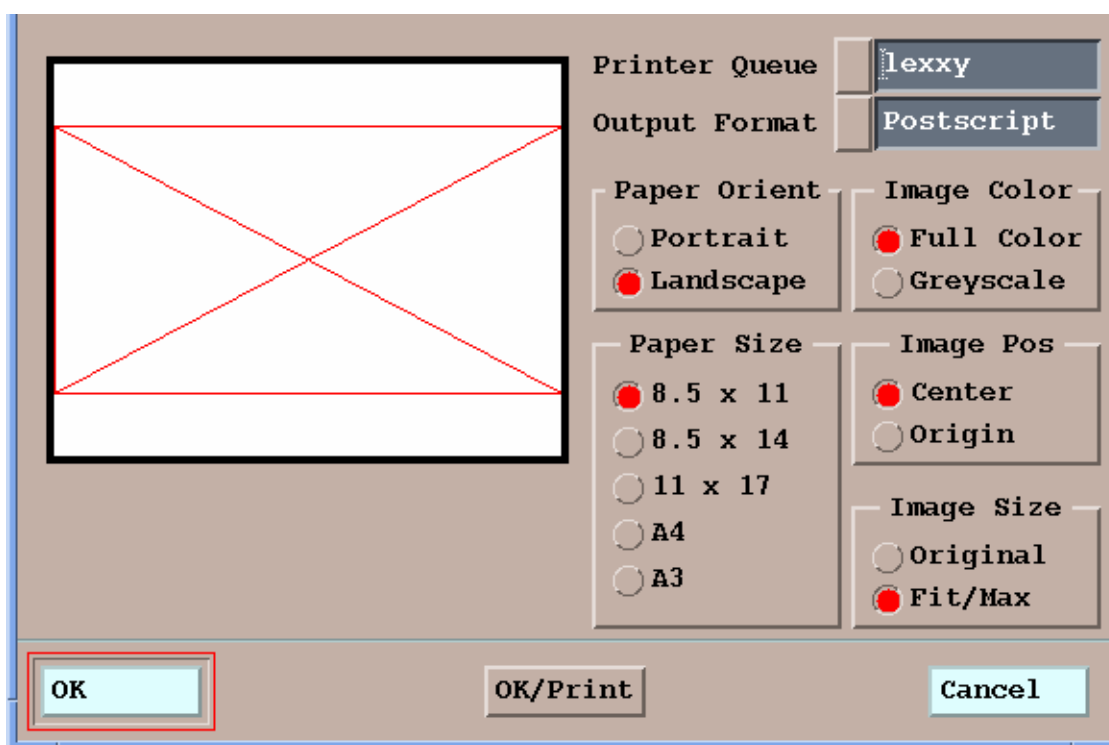 Printer Queue lexxy
Output Format Postscript
Paper Orient
Portrait
Landscape
Image Color
Full Color
Greyscale
Paper Size
8.5 x 11
8.5 x 14
11 x 17
A4
A3
Image Pos
Center
Origin
Image Size
Original
Fit/Max
OK
OK/Print
Cancel